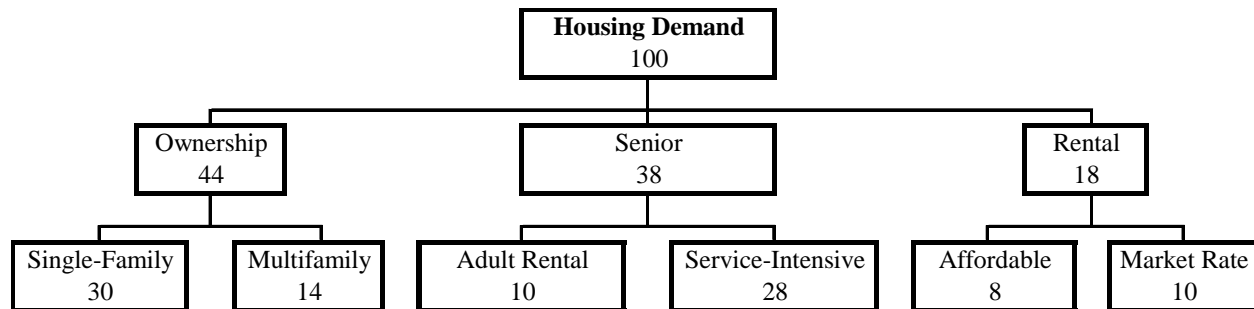 Housing Demand
100
Ownership
44
Senior
38
Rental
18
Single-Family
30
Multifamily
14
Adult Rental
10
Service-Intensive
28
Affordable
8
Market Rate
10